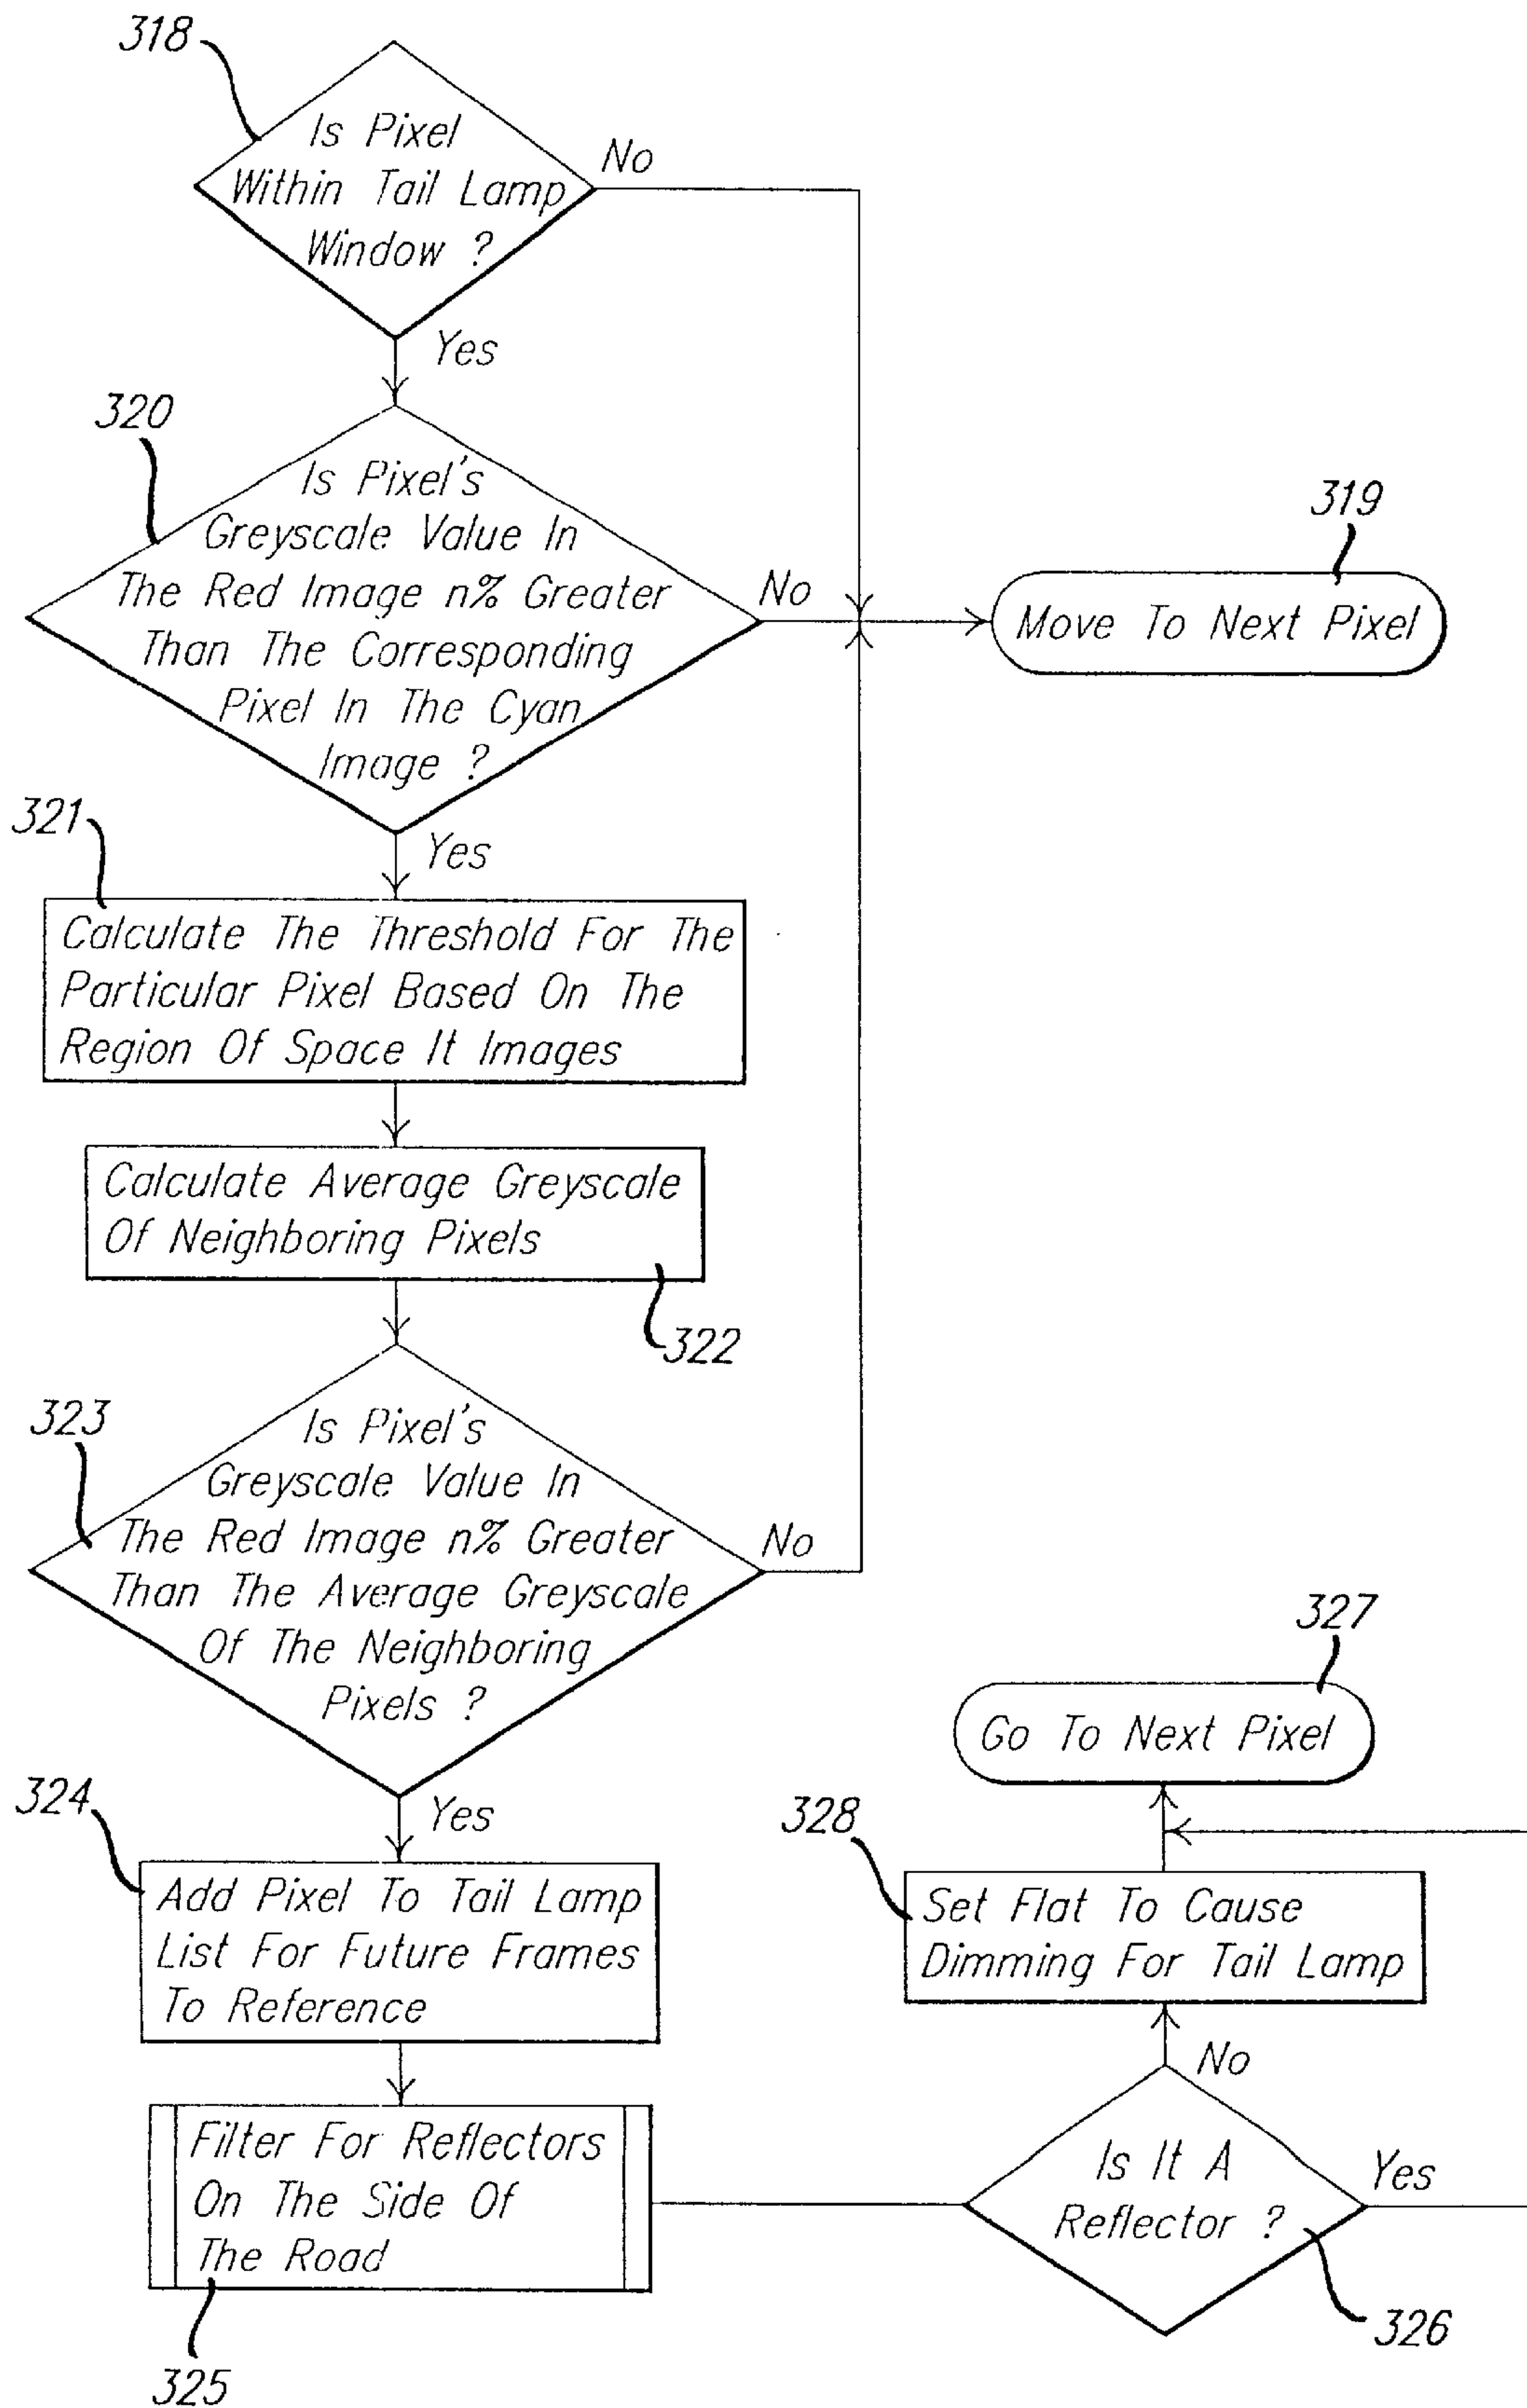 318
Is Pixel
Within Tail Lamp
Window ?
No
Yes
320
Is Pixel's
Greyscale Value In
The Red Image n% Greater
Than The Corresponding
Pixel In The Cyan
Image ?
No
319
Move To Next Pixel
Yes
321
Calculate The Threshold For The
Particular Pixel Based On The
Region Of Space It Images
Calculate Average Greyscale
Of Neighboring Pixels
322
323
Is Pixel's
Greyscale Value In
The Red Image n% Greater
Than The Average Greyscale
Of The Neighboring
Pixels ?
No
Yes
324
Add Pixel To Tail Lamp
List For Future Frames
To Reference
Filter For Reflectors
On The Side Of
The Road
325
327
Go To Next Pixel
328
Set Flat To Cause
Dimming For Tail Lamp
No
Is It A
Reflector ?
Yes
326